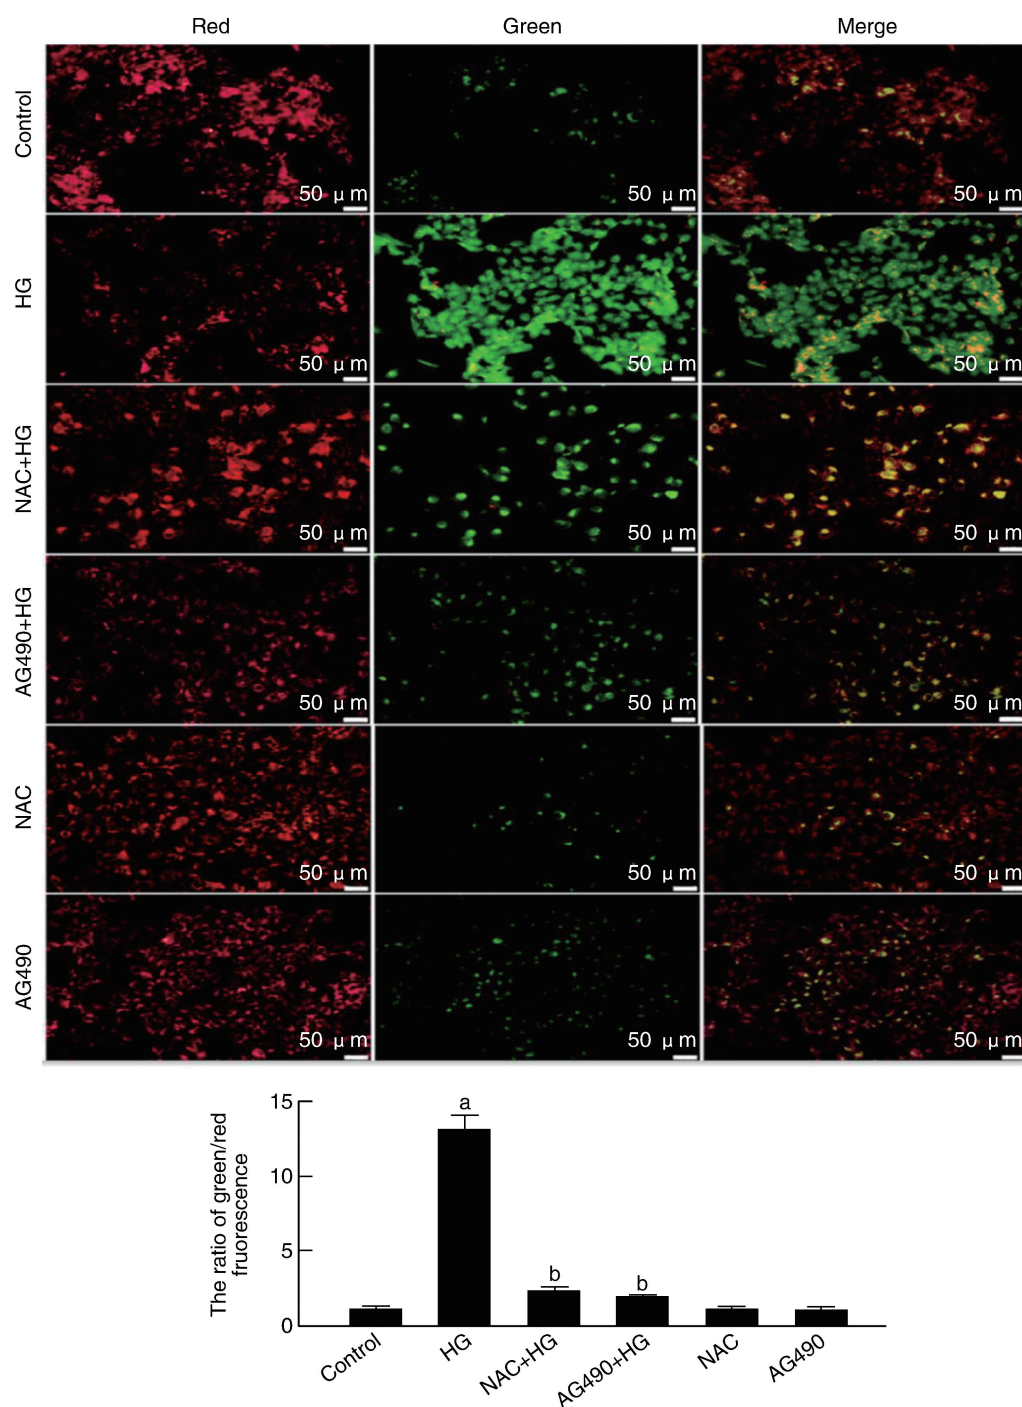 Red Green Merge
Control
50 μm 50 μm 50 μm
HG
50 μm 50 μm 50 μm
NAC+HG
50 μm 50 μm 50 μm
AG490+HG
50 μm 50 μm 50 μm
NAC
50 μm 50 μm 50 μm
AG490
50 μm 50 μm 50 μm
The ratio of green/red
fruorescence
15
10
5
0
a
b
b
Control HG NAC+HG AG490+HG NAC AG490